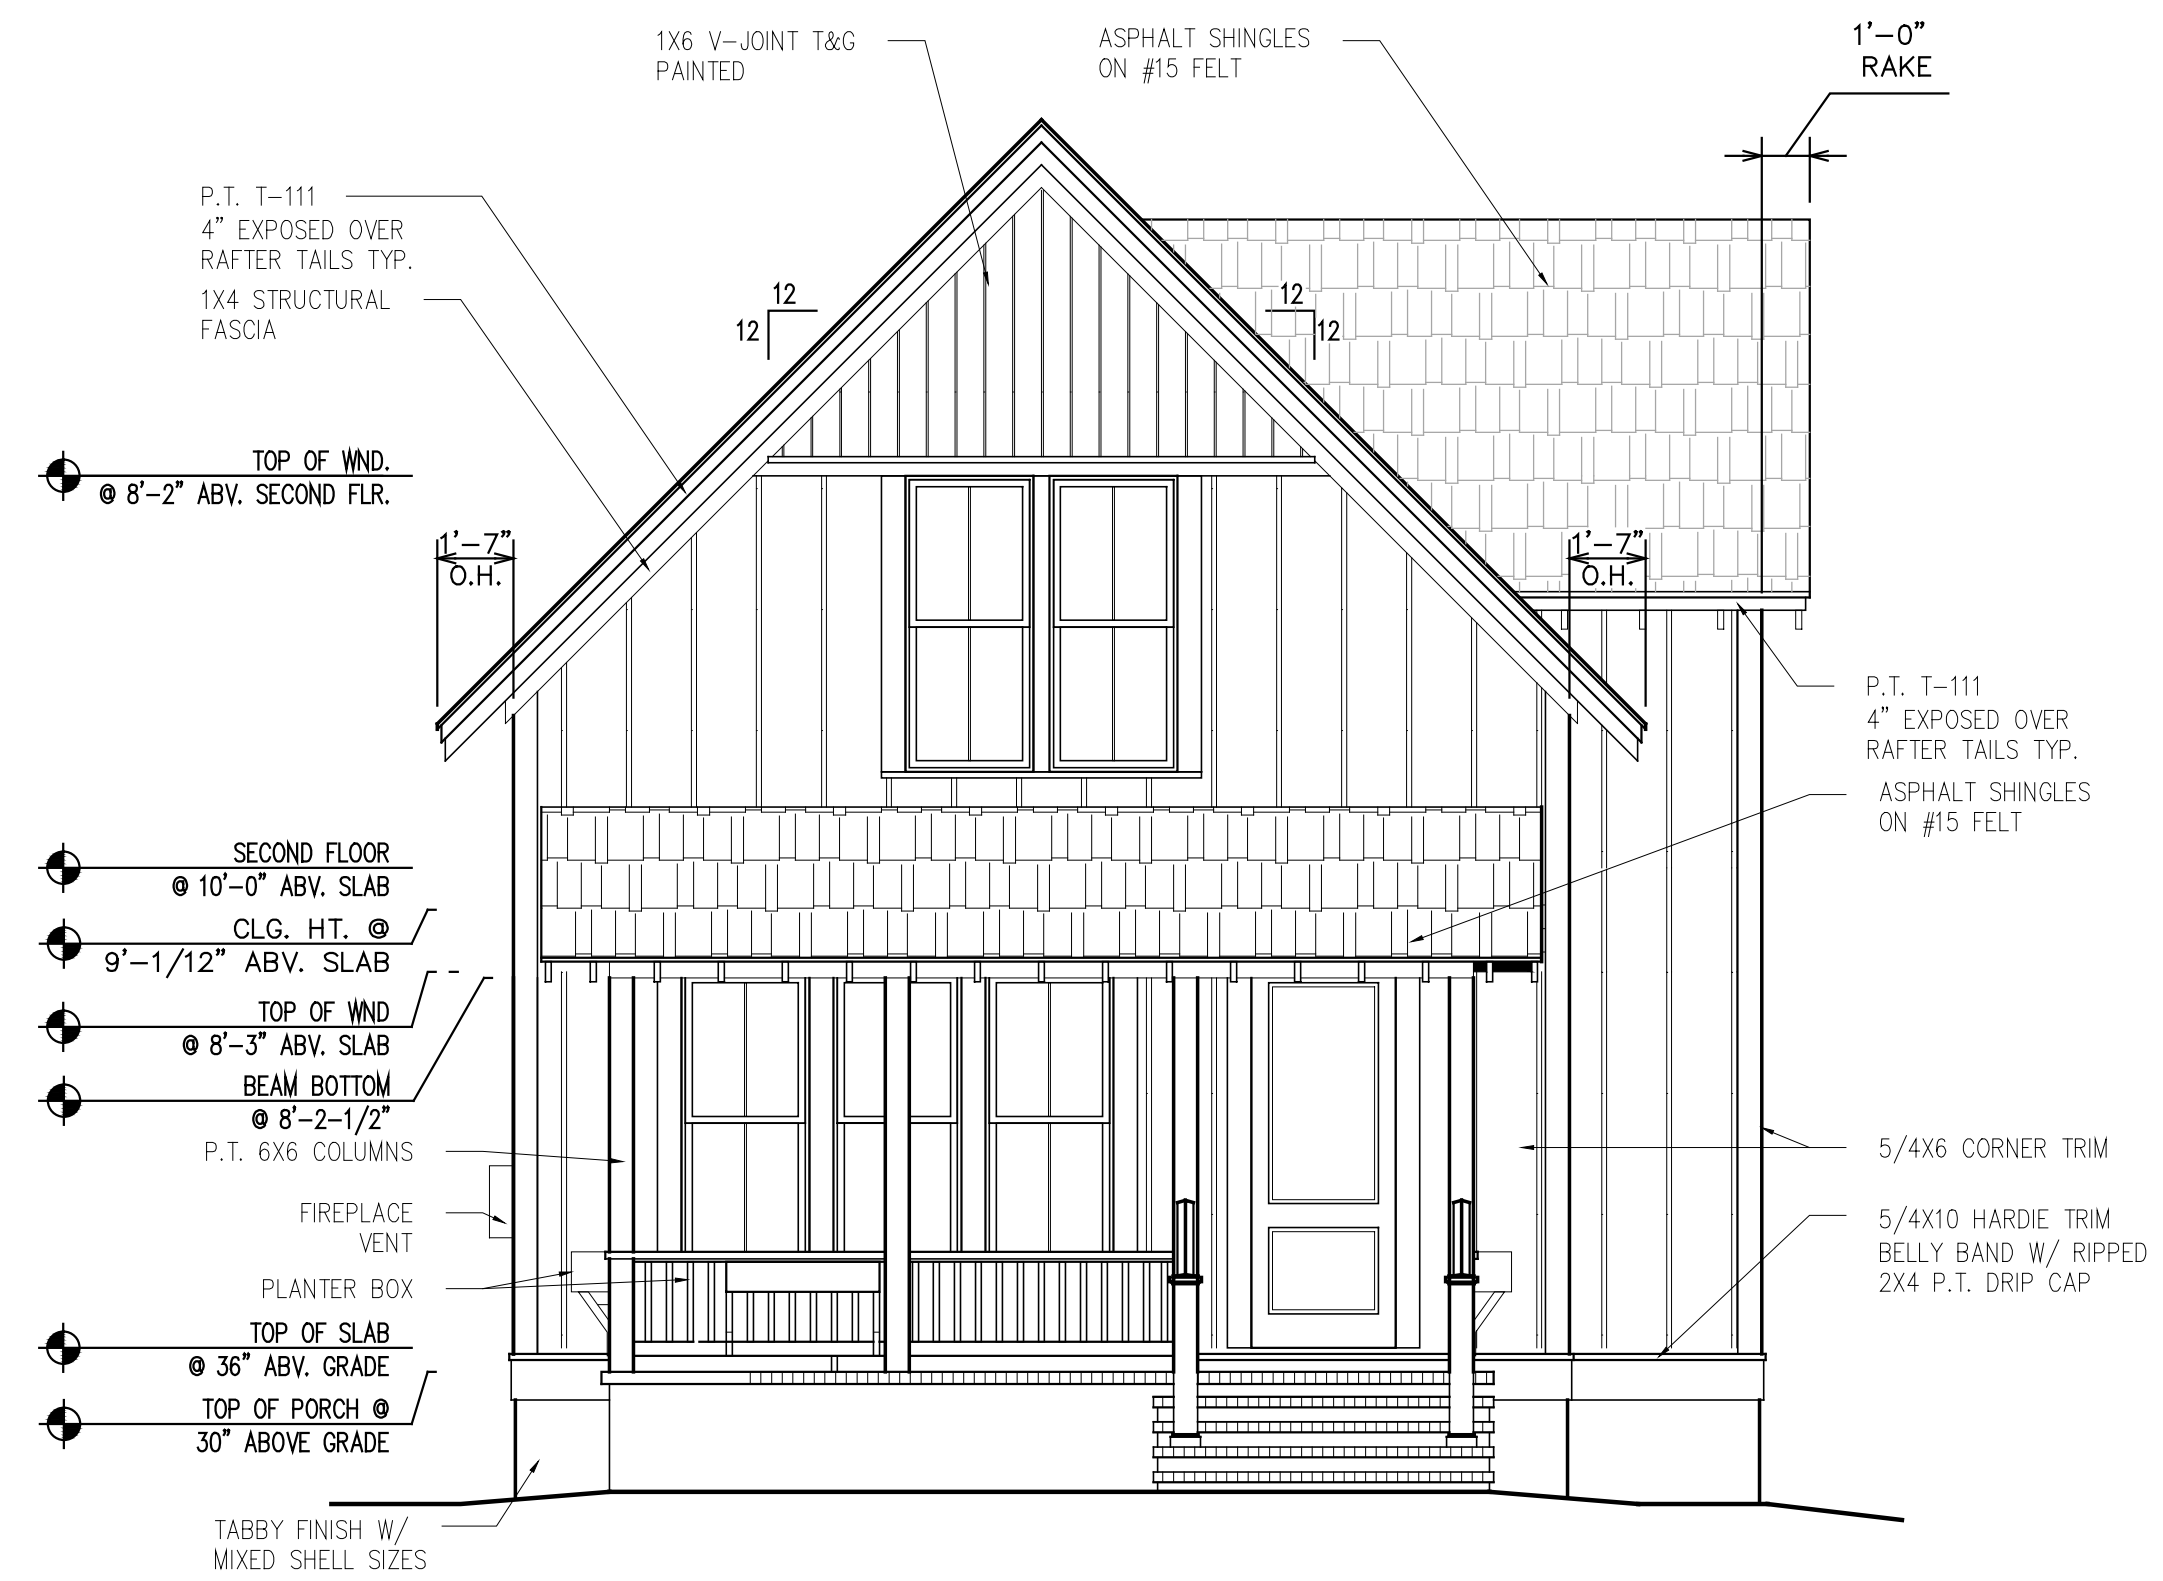 1X6 V-JOINT T&G
PAINTED
ASPHALT SHINGLES
ON #15 FELT
1'-0"
RAKE
P.T. T-111
4" EXPOSED OVER
RAFTER TAILS TYP.
1X4 STRUCTURAL
FASCIA
12
12
12
12
TOP OF WND.
@ 8'-2" ABV. SECOND FLR.
1'-7"
O.H.
1'-7"
O.H.
P.T. T-111
4" EXPOSED OVER
RAFTER TAILS TYP.
ASPHALT SHINGLES
ON #15 FELT
SECOND FLOOR
@ 10'-0" ABV. SLAB
CLG. HT. @
9'-1/12" ABV. SLAB
TOP OF WND
@ 8'-3" ABV. SLAB
BEAM BOTTOM
@ 8'-2-1/2"
P.T. 6X6 COLUMNS
FIREPLACE
VENT
PLANTER BOX
TOP OF SLAB
@ 36" ABV. GRADE
TOP OF PORCH @
30" ABOVE GRADE
5/4X6 CORNER TRIM
5/4X10 HARDIE TRIM
BELLY BAND W/ RIPPED
2X4 P.T. DRIP CAP
TABBY FINISH W/
MIXED SHELL SIZES